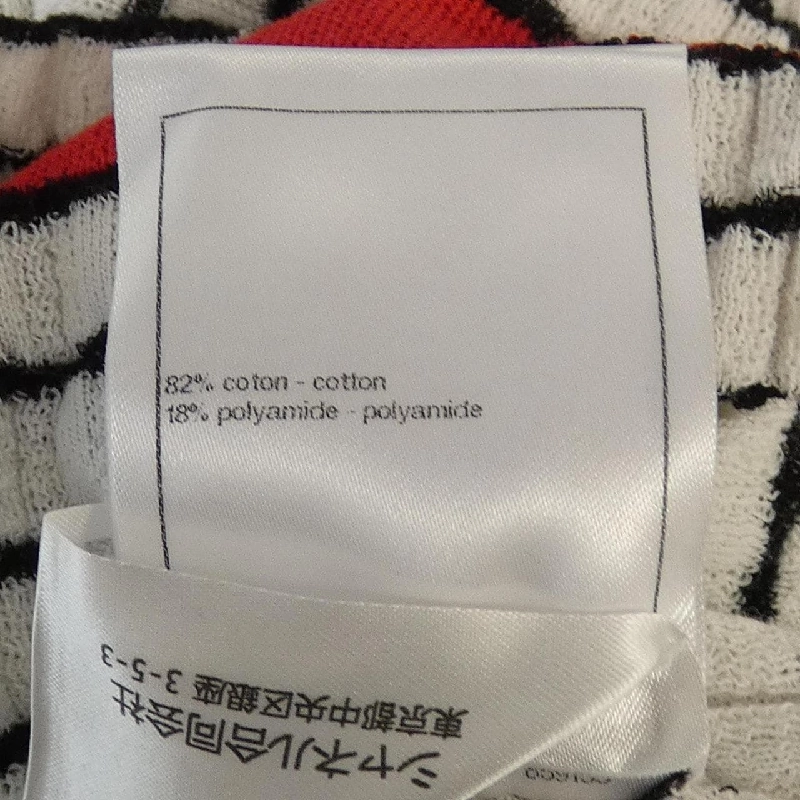 82% coton - cotton
18% polyamide - polyamide
シャネル合同会社
東京都中央区銀座 3-5-3